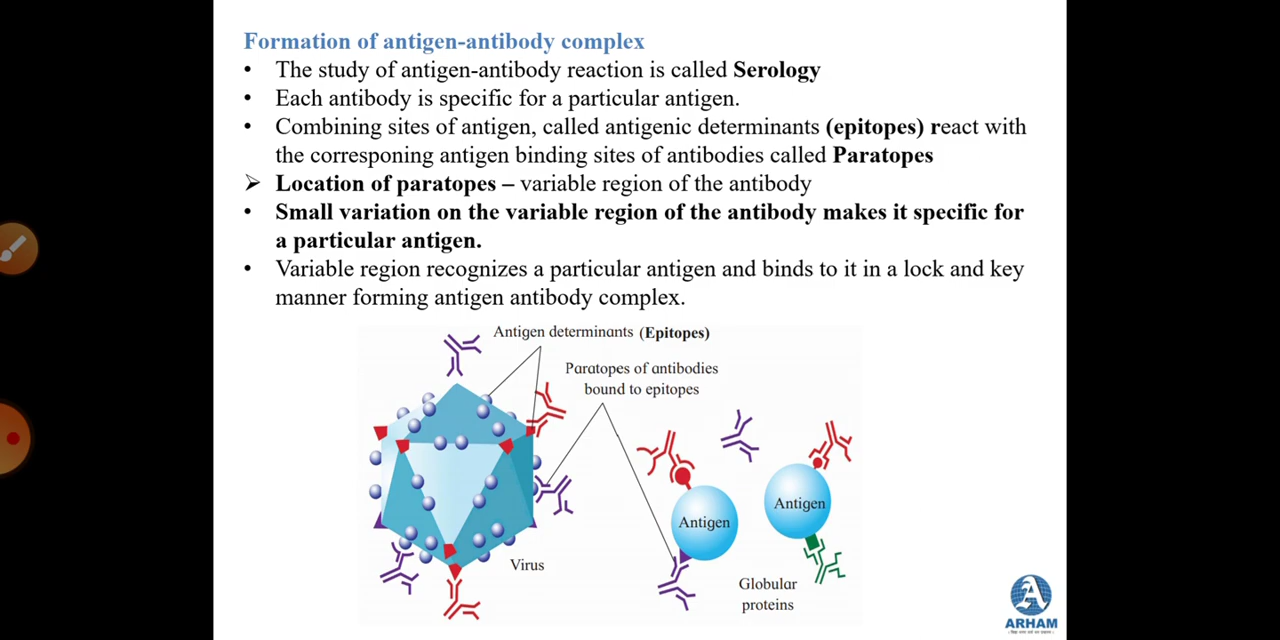 Formation of antigen-antibody complex
• The study of antigen-antibody reaction is called Serology
• Each antibody is specific for a particular antigen.
• Combining sites of antigen, called antigenic determinants (epitopes) react with
the corresponing antigen binding sites of antibodies called Paratopes
➢ Location of paratopes – variable region of the antibody
• Small variation on the variable region of the antibody makes it specific for
a particular antigen.
• Variable region recognizes a particular antigen and binds to it in a lock and key
manner forming antigen antibody complex.
Antigen determinants (Epitopes)
Paratopes of antibodies
bound to epitopes
Antigen
Antigen
Virus
Globular
proteins
A
ARHAM